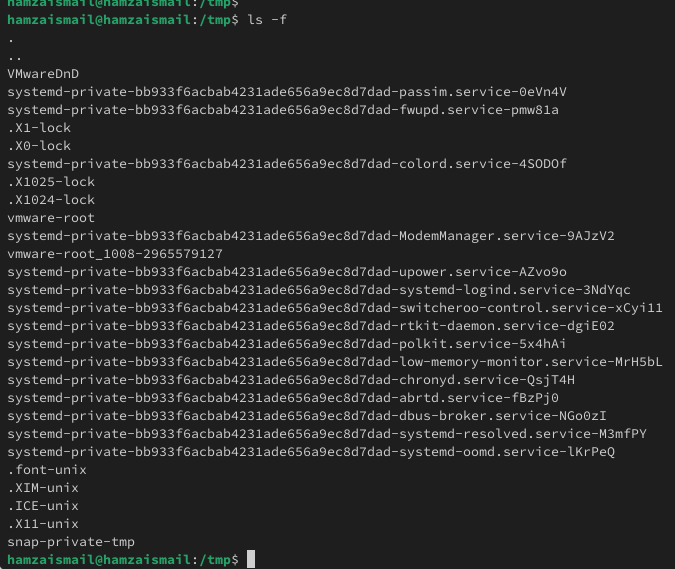 hamzaismail@hamzaismail:/tmp$
hamzaismail@hamzaismail:/tmp$ ls -f
.
..
VMwareDnD
systemd-private-bb933f6acbab4231ade656a9ec8d7dad-passim.service-0eVn4V
systemd-private-bb933f6acbab4231ade656a9ec8d7dad-fwupd.service-pmw81a
.X1-lock
.X0-lock
systemd-private-bb933f6acbab4231ade656a9ec8d7dad-colord.service-4SODOf
.X1025-lock
.X1024-lock
vmware-root
systemd-private-bb933f6acbab4231ade656a9ec8d7dad-ModemManager.service-9AJzV2
vmware-root_1008-2965579127
systemd-private-bb933f6acbab4231ade656a9ec8d7dad-upower.service-AZvo9o
systemd-private-bb933f6acbab4231ade656a9ec8d7dad-systemd-logind.service-3NdYqc
systemd-private-bb933f6acbab4231ade656a9ec8d7dad-switcheroo-control.service-xCyi11
systemd-private-bb933f6acbab4231ade656a9ec8d7dad-rtkit-daemon.service-dgiE02
systemd-private-bb933f6acbab4231ade656a9ec8d7dad-polkit.service-5x4hAi
systemd-private-bb933f6acbab4231ade656a9ec8d7dad-low-memory-monitor.service-MrH5bL
systemd-private-bb933f6acbab4231ade656a9ec8d7dad-chronyd.service-QsjT4H
systemd-private-bb933f6acbab4231ade656a9ec8d7dad-abrtd.service-fBzPj0
systemd-private-bb933f6acbab4231ade656a9ec8d7dad-dbus-broker.service-NGo0zI
systemd-private-bb933f6acbab4231ade656a9ec8d7dad-systemd-resolved.service-M3mfPY
systemd-private-bb933f6acbab4231ade656a9ec8d7dad-systemd-oomd.service-lKrPeQ
.font-unix
.XIM-unix
.ICE-unix
.X11-unix
snap-private-tmp
hamzaismail@hamzaismail:/tmp$